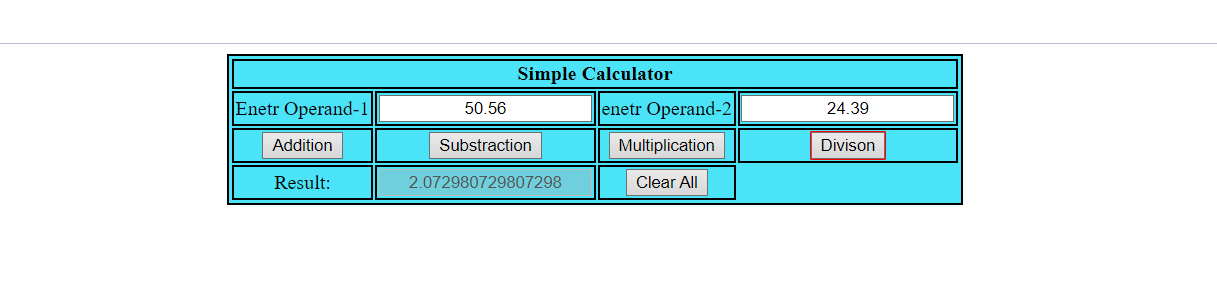 Simple Calculator
Enetr Operand-1 50.56 enetr Operand-2 24.39
Addition Substraction Multiplication Divison
Result: 2.072980729807298 Clear All